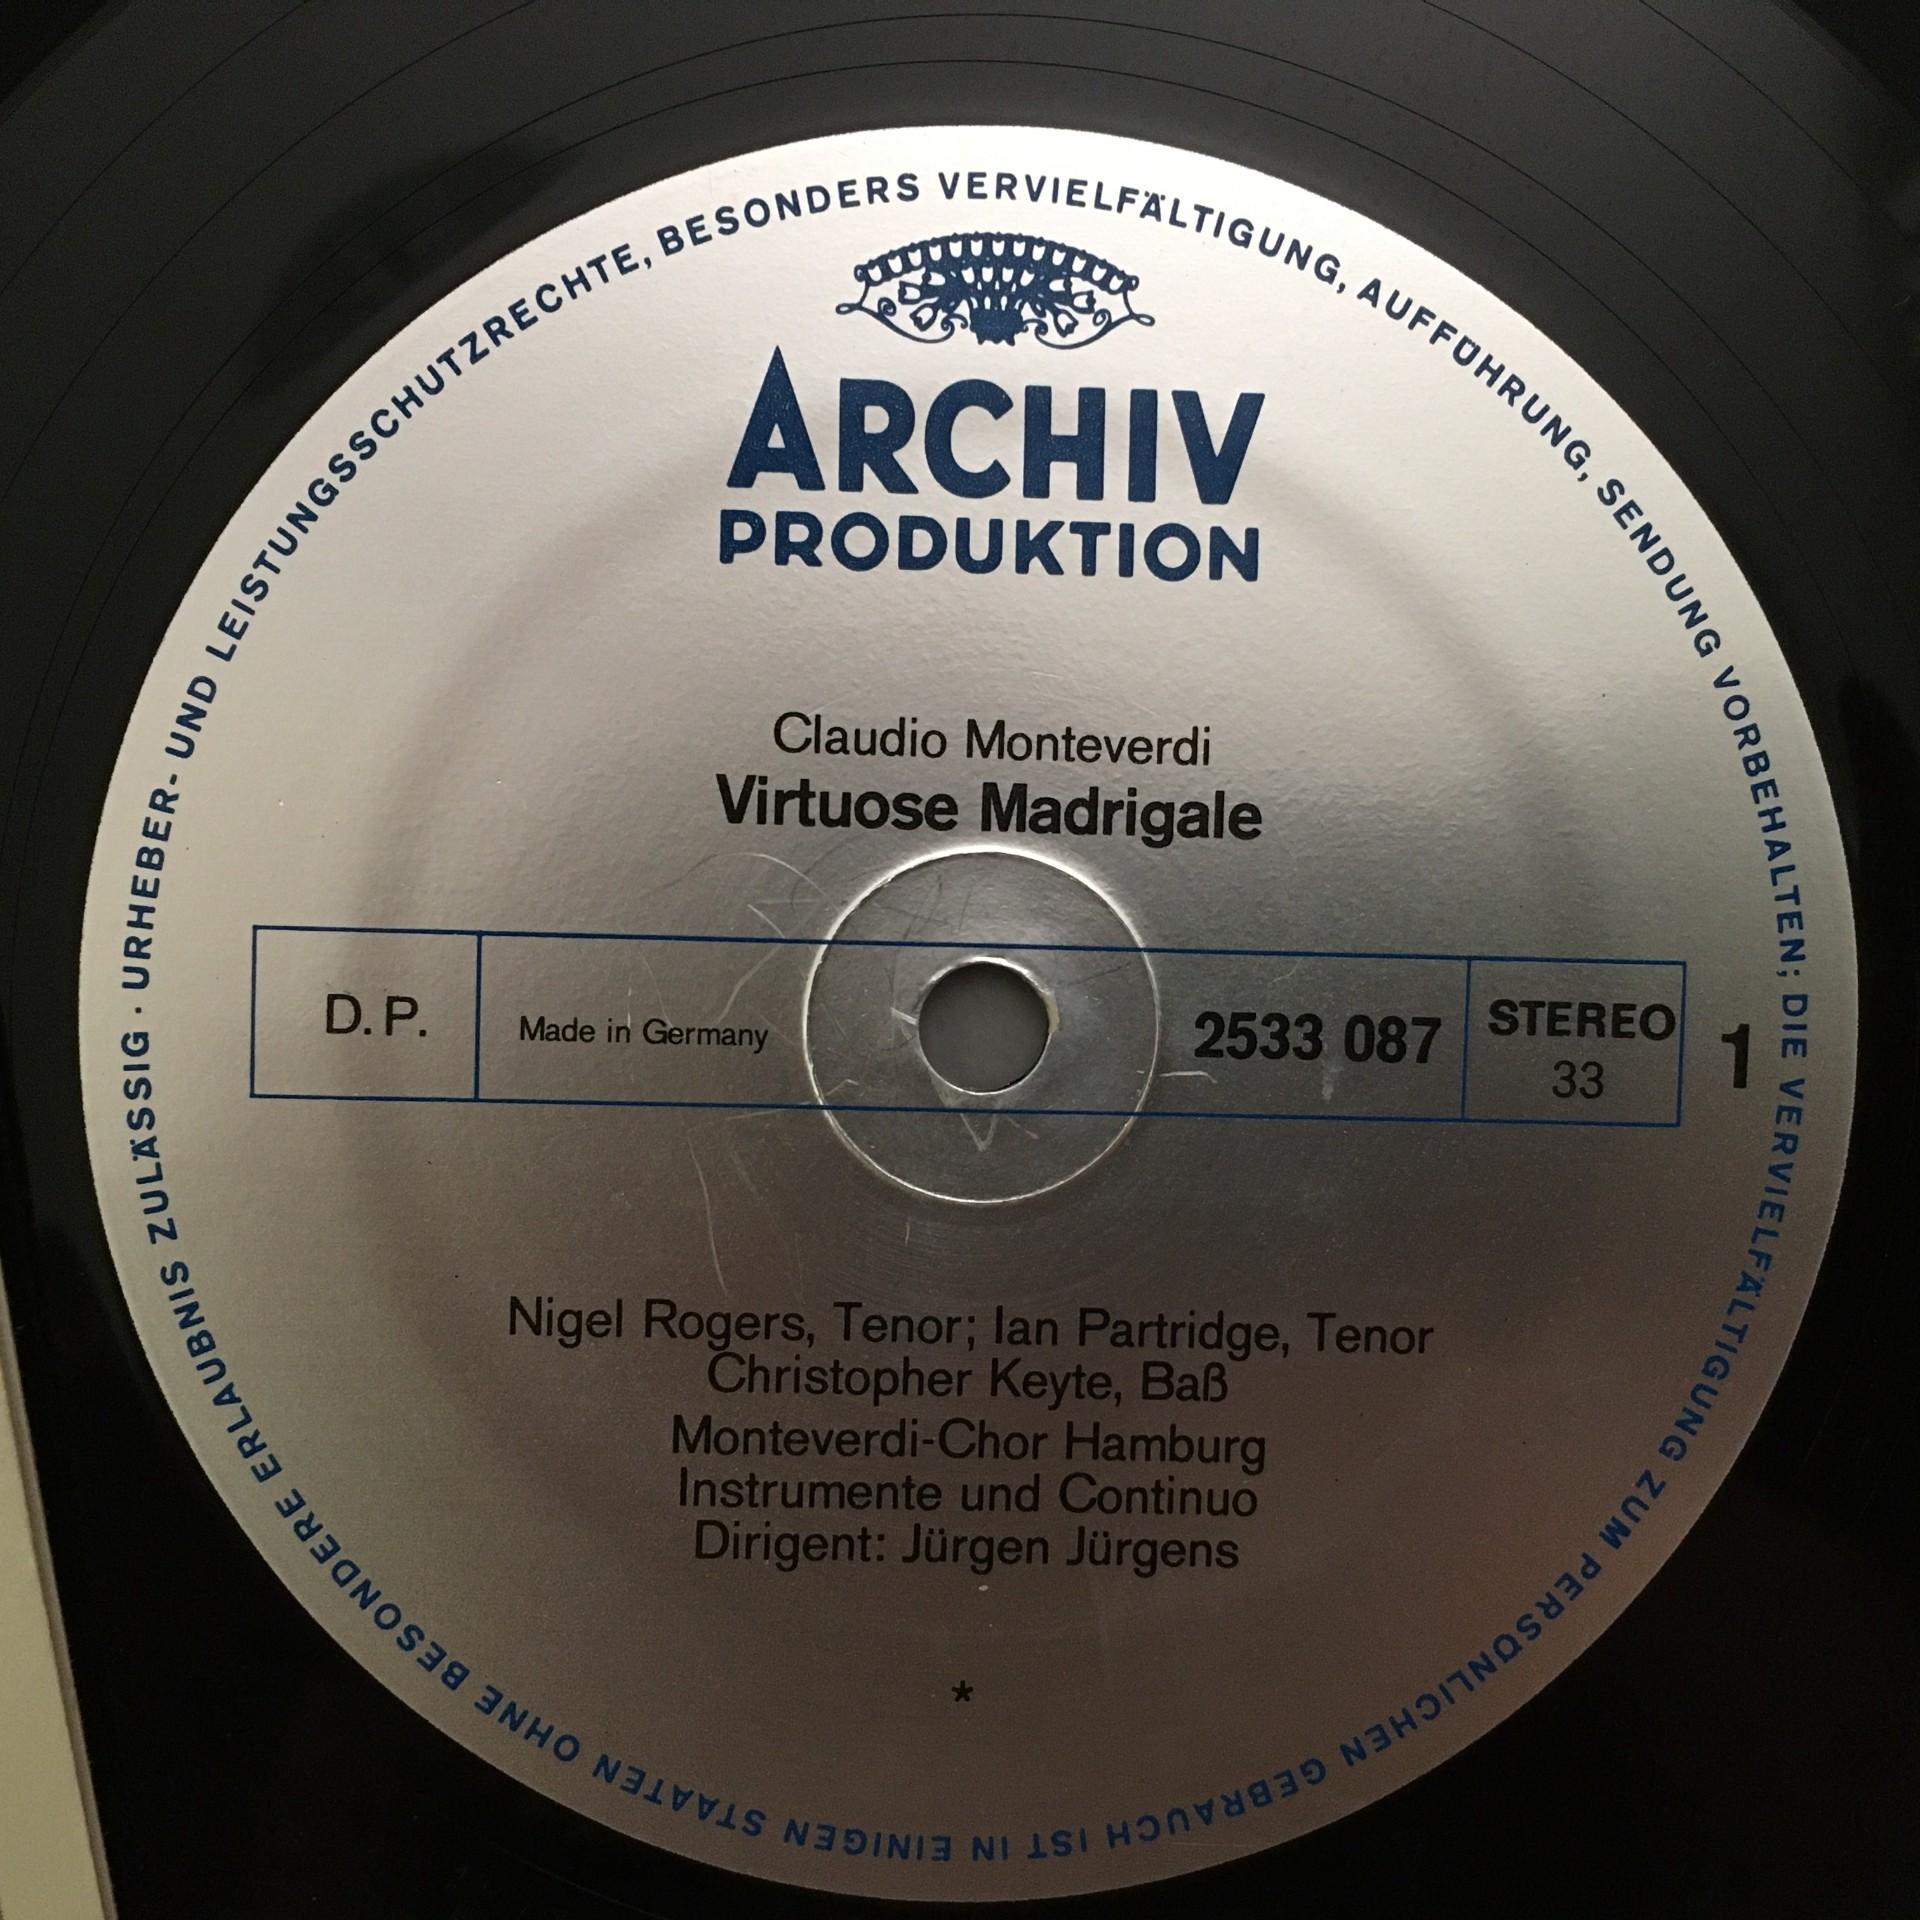 URHEBER- UND LEISTUNGSSCHUTZRECHTE, BESONDERS VERVIELFÄLTIGUNG, AUFFÜHRUNG, SENDUNG VORBEHALTEN; DIE VERVIELFÄLTIGUNG ZUM PERSÖNLICHEN GEBRAUCH IST IN EINIGEN STAATEN OHNE BESONDERE ERLAUBNIS ZULÄSSIG ·
ARCHIV
PRODUKTION
Claudio Monteverdi
Virtuose Madrigale
D. P. Made in Germany 2533 087 STEREO 1
33
Nigel Rogers, Tenor; Ian Partridge, Tenor
Christopher Keyte, Baß
Monteverdi-Chor Hamburg
Instrumente und Continuo
Dirigent: Jürgen Jürgens
*